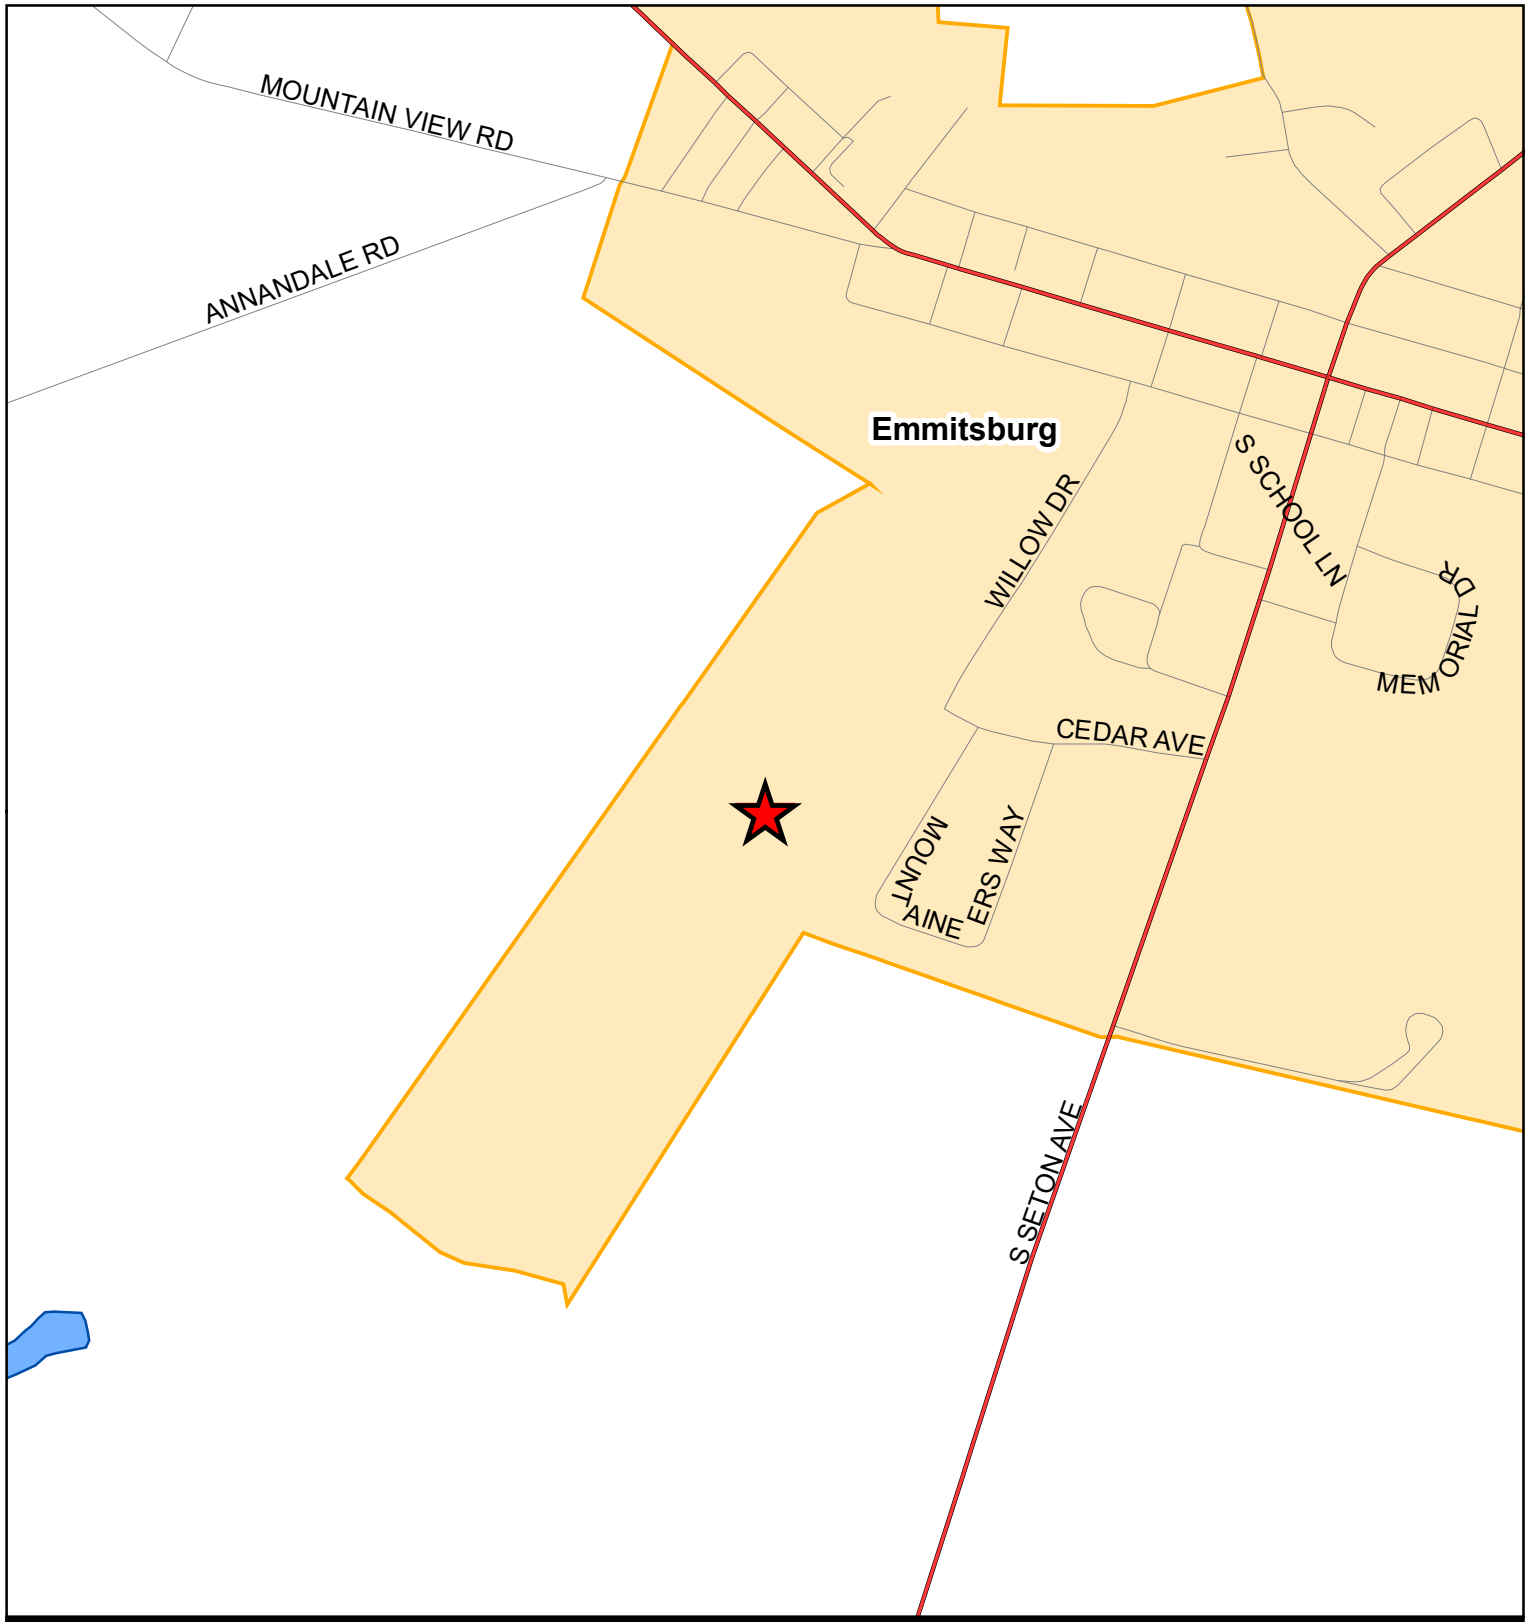 MOUNTAIN VIEW RD
ANNANDALE RD
Emmitsburg
S SCHOOL LN
WILLOW DR
MEMORIAL DR
CEDAR AVE
MOUNTAINEERS WAY
S SETON AVE